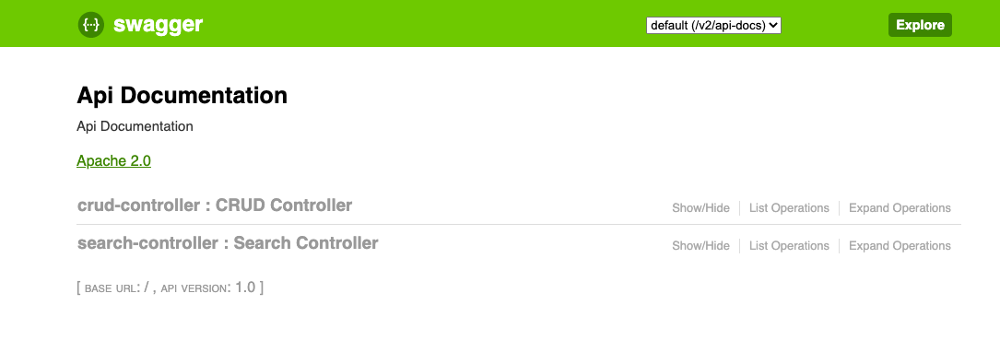 {···} swagger default (/v2/api-docs) Explore
Api Documentation
Api Documentation
Apache 2.0
crud-controller : CRUD Controller Show/Hide List Operations Expand Operations
search-controller : Search Controller Show/Hide List Operations Expand Operations
[ BASE URL: / , API VERSION: 1.0 ]